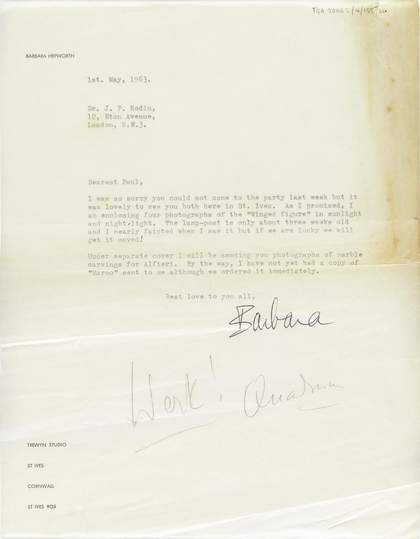 BARBARA HEPWORTH
1st. May, 1963.
Dr. J. P. Hodin,
12, Eton Avenue,
London, N.W.3.
Dearest Paul,
I was so sorry you could not come to the party last week but it
was lovely to see you both here in St. Ives. As I promised, I
am enclosing four photographs of the "Winged figure" in sunlight
and night-light. The lamp-post is only about three weeks old
and I nearly fainted when I saw it but if we are lucky we will
get it moved!
Under separate cover I will be sending you photographs of marble
carvings for Alfieri. By the way, I have not yet had a copy of
sent to me although we ordered it immediately.
Best love to you all,
Barbara
TREWYN STUDIO
ST IVES
CORNWALL
ST IVES